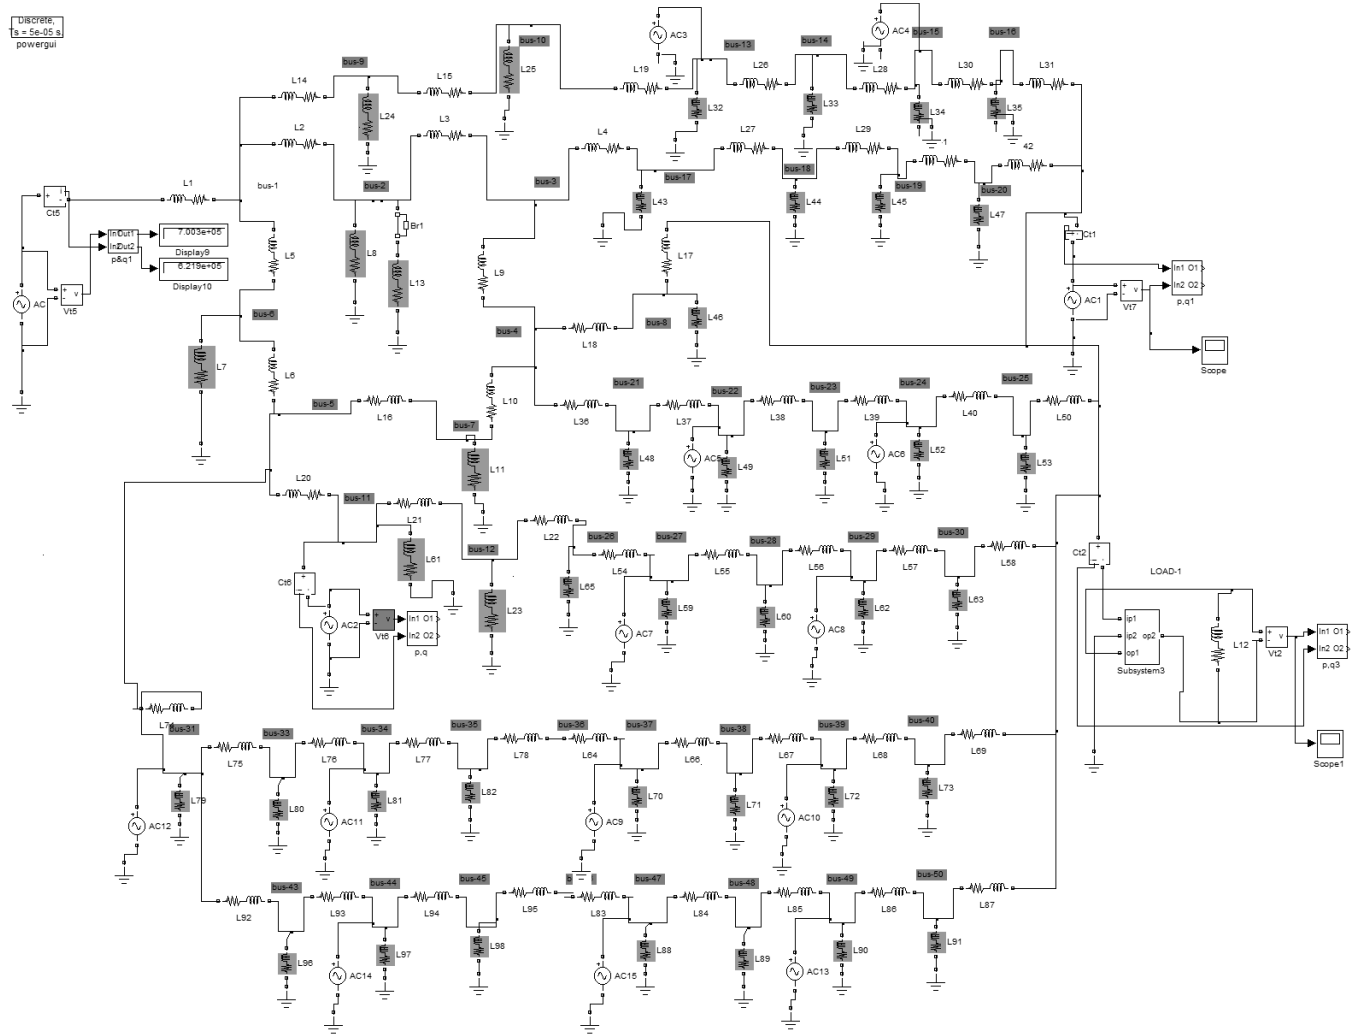 Discrete,
Ts = 5e-05 s.
powergui
bus-9
L14
L15
L24
L2
L3
bus-10
L25
AC3
L19
bus-13
L26
bus-14
AC4
bus-15
L28
bus-16
L30
L31
L32
L33
L34
L35
L4
L27
L29
-1
42
L1
bus-1
bus-2
bus-3
bus-17
bus-18
bus-19
bus-20
L43
L44
L45
L47
Ct5
In1
Out1
In2
Out2
p&q1
7.003e+05
Display9
6.219e+05
Display10
AC
Vt5
L5
L8
Br1
L13
L9
L17
Ct1
AC1
Vt7
In1 O1
In2 O2
p,q1
Scope
bus-6
L7
L6
bus-4
L18
bus-8
L46
bus-5
L16
bus-7
L10
L11
bus-21
L36
L37
bus-22
L38
bus-23
L39
bus-24
L40
bus-25
L50
L48
AC5
L49
L51
AC6
L52
L53
L20
bus-11
L21
bus-12
L22
L61
Ct6
AC2
Vt6
In1 O1
In2 O2
p,q
L23
bus-26
L54
bus-27
L55
bus-28
L56
bus-29
L57
bus-30
L58
L65
AC7
L59
L60
AC8
L62
L63
Ct2
LOAD-1
ip1
ip2 op2
op1
Subsystem3
L12
Vt2
In1 O1
In2 O2
p,q3
Scope1
L74
bus-31
L75
bus-33
L76
bus-34
L77
bus-35
L78
bus-36
L64
bus-37
L66
bus-38
L67
bus-39
L68
bus-40
L69
AC12
L79
L80
AC11
L81
L82
AC9
L70
L71
AC10
L72
L73
L92
bus-43
L93
bus-44
L94
bus-45
L95
L83
bus-47
L84
bus-48
L85
bus-49
L86
bus-50
L87
L96
AC14
L97
L98
AC15
L88
L89
AC13
L90
L91